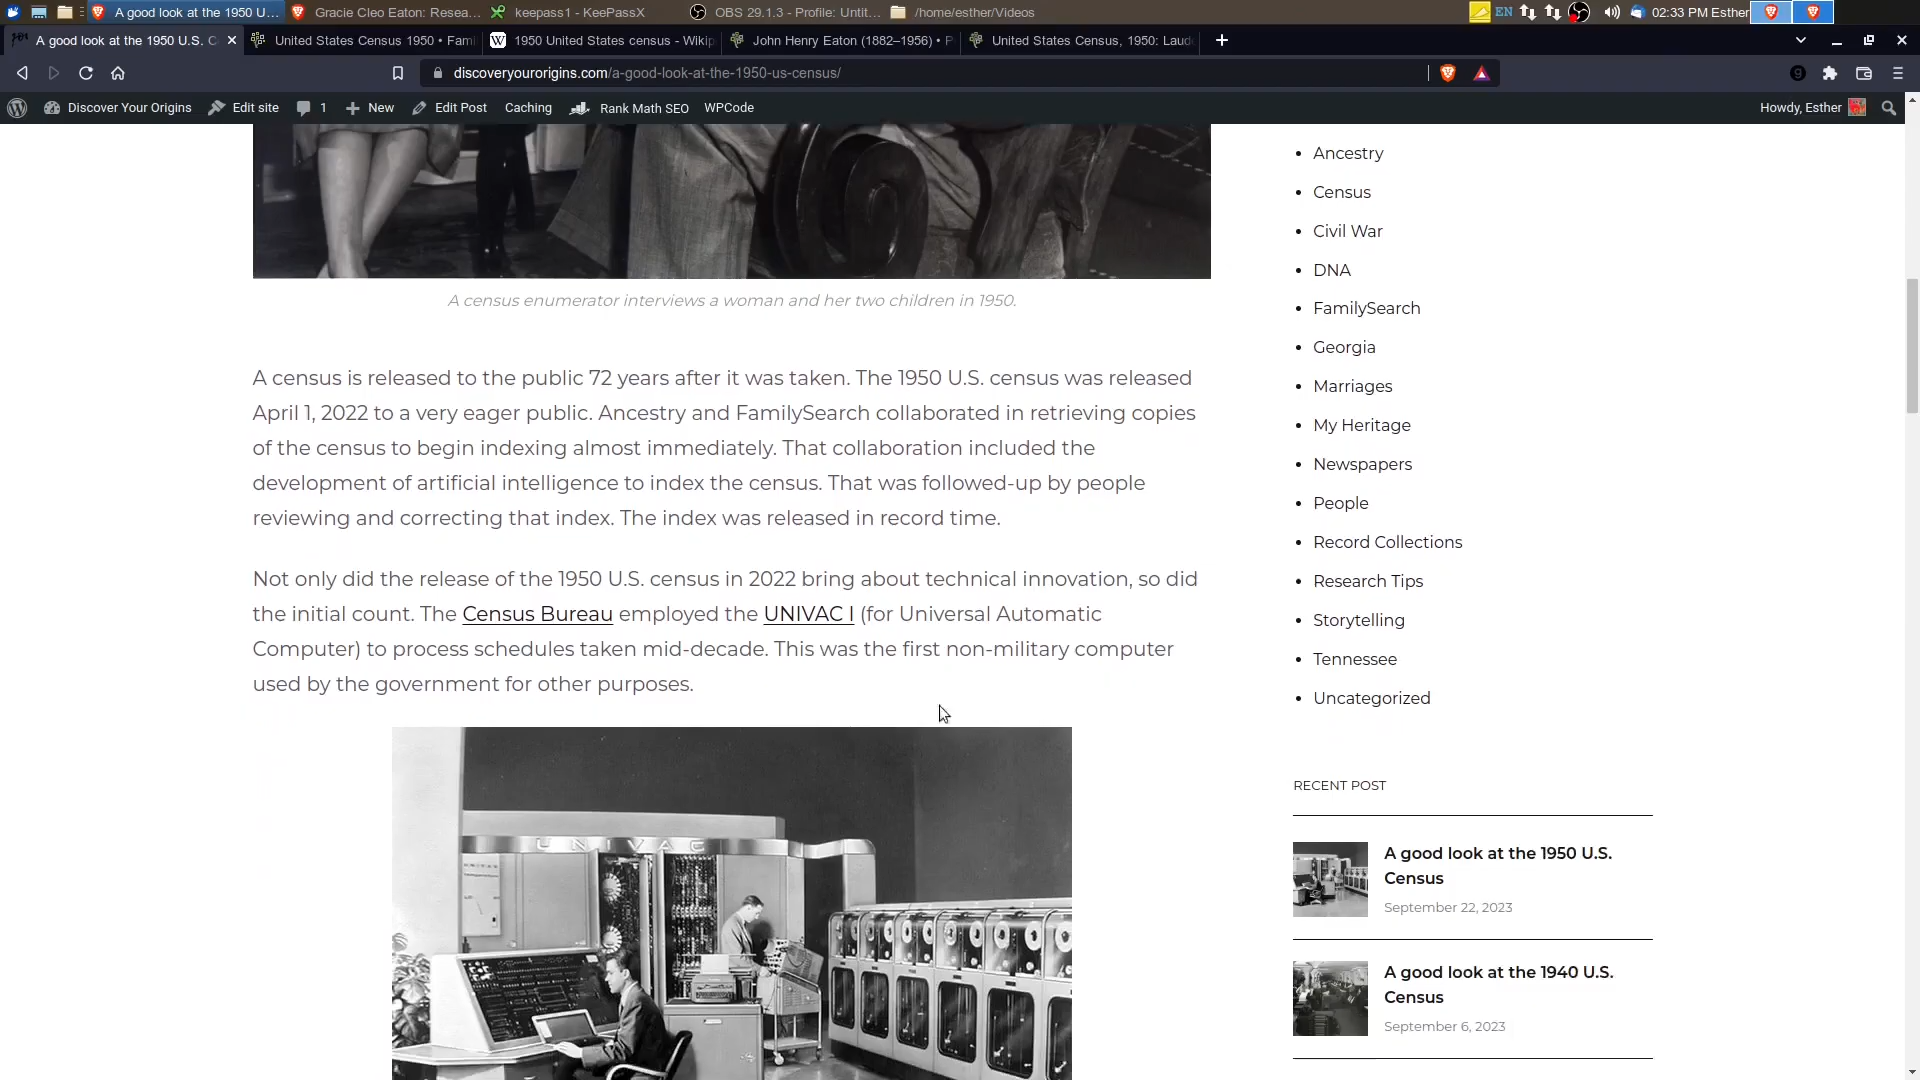 A good look at the 1950 U...
Gracie Cleo Eaton: Resea...
keepass1 - KeePassX
OBS 29.1.3 - Profile: Untit...
/home/esther/Videos
EN
02:33 PM Esther
A good look at the 1950 U.S. C
United States Census 1950 • Fami
1950 United States census - Wikip
John Henry Eaton (1882–1956) • P
United States Census, 1950: Laud
discoveryourorigins.com/a-good-look-at-the-1950-us-census/
Discover Your Origins
Edit site
1
New
Edit Post
Caching
Rank Math SEO
WPCode
Howdy, Esther
A census enumerator interviews a woman and her two children in 1950.
A census is released to the public 72 years after it was taken. The 1950 U.S. census was released
April 1, 2022 to a very eager public. Ancestry and FamilySearch collaborated in retrieving copies
of the census to begin indexing almost immediately. That collaboration included the
development of artificial intelligence to index the census. That was followed-up by people
reviewing and correcting that index. The index was released in record time.
Not only did the release of the 1950 U.S. census in 2022 bring about technical innovation, so did
the initial count. The Census Bureau employed the UNIVAC I (for Universal Automatic
Computer) to process schedules taken mid-decade. This was the first non-military computer
used by the government for other purposes.
UNIVAC
Ancestry
Census
Civil War
DNA
FamilySearch
Georgia
Marriages
My Heritage
Newspapers
People
Record Collections
Research Tips
Storytelling
Tennessee
Uncategorized
RECENT POST
A good look at the 1950 U.S.
Census
September 22, 2023
A good look at the 1940 U.S.
Census
September 6, 2023